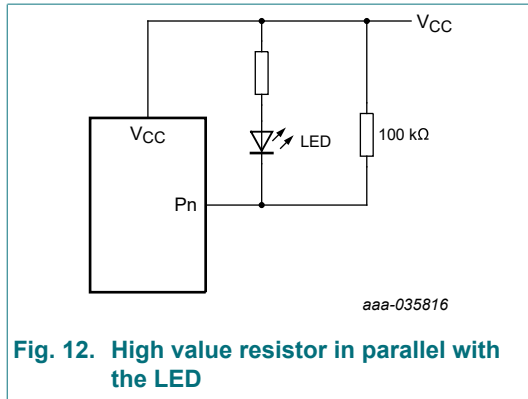 VCC
VCC
LED
100 kΩ
Pn
aaa-035816
Fig. 12. High value resistor in parallel with
the LED